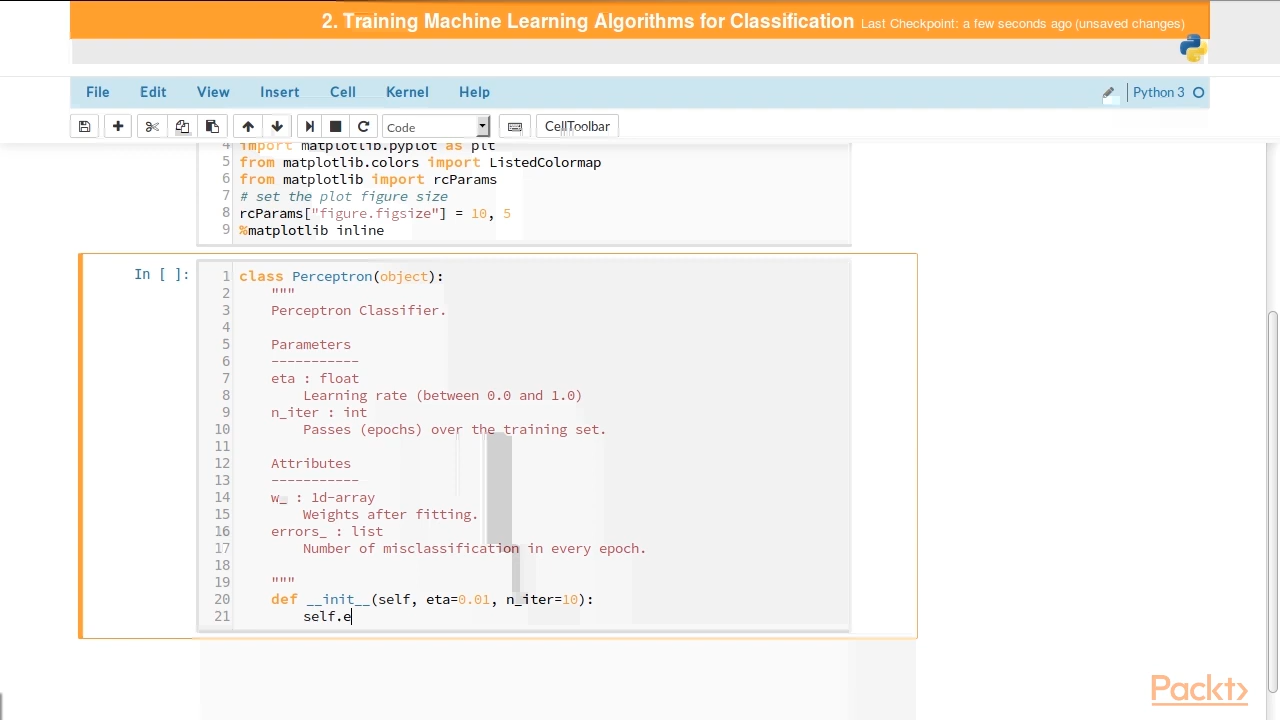 2. Training Machine Learning Algorithms for Classification Last Checkpoint: a few seconds ago (unsaved changes)
File Edit View Insert Cell Kernel Help Python 3
Code CellToolbar
4 import matplotlib.pyplot as plt
5 from matplotlib.colors import ListedColormap
6 from matplotlib import rcParams
7 # set the plot figure size
8 rcParams["figure.figsize"] = 10, 5
9 %matplotlib inline
In [ ]:
1 class Perceptron(object):
2 """
3 Perceptron Classifier.
4
5 Parameters
6 -----------
7 eta : float
8 Learning rate (between 0.0 and 1.0)
9 n_iter : int
10 Passes (epochs) over the training set.
11
12 Attributes
13 -----------
14 w_ : 1d-array
15 Weights after fitting.
16 errors_ : list
17 Number of misclassification in every epoch.
18
19 """
20 def __init__(self, eta=0.01, n_iter=10):
21 self.e
Packt>